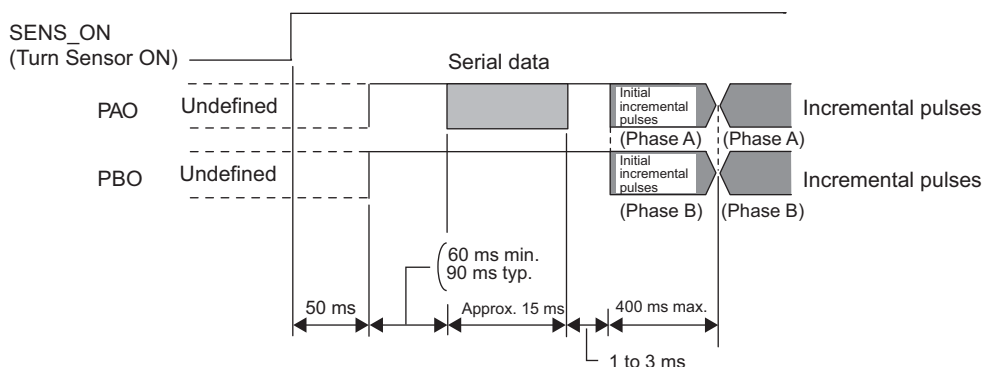 SENS_ON
(Turn Sensor ON)
Serial data
PAO
Undefined
Initial
incremental
pulses
(Phase A)
(Phase A)
Incremental pulses
PBO
Undefined
Initial
incremental
pulses
(Phase B)
(Phase B)
Incremental pulses
60 ms min.
90 ms typ.
50 ms
Approx. 15 ms
400 ms max.
1 to 3 ms